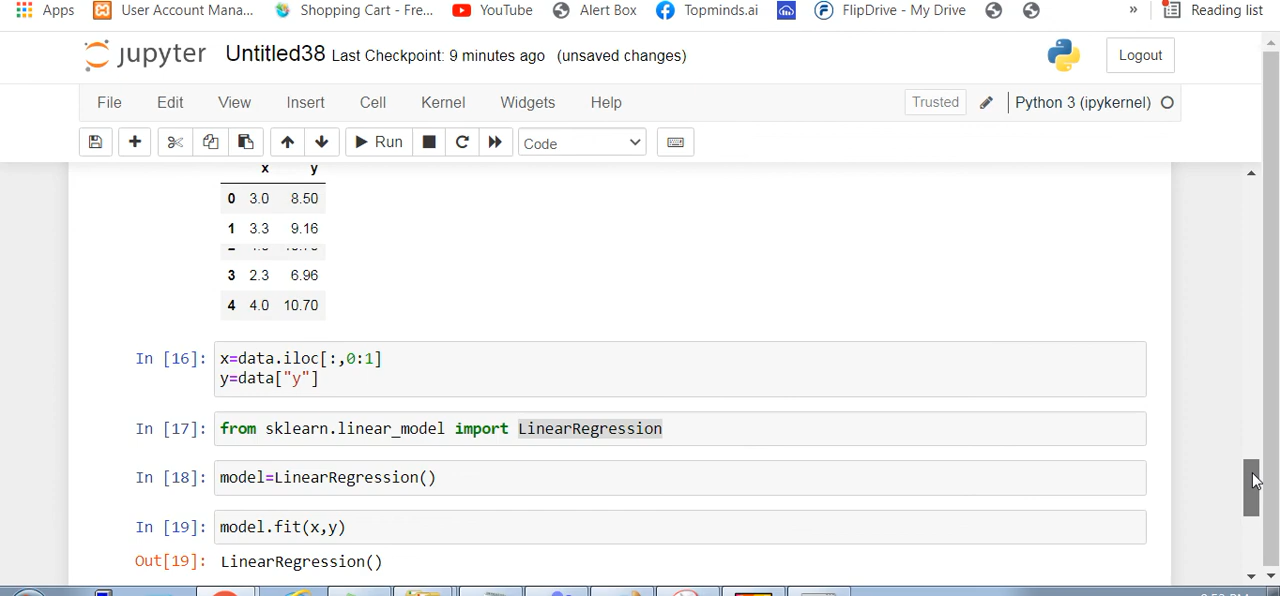 Apps User Account Mana... Shopping Cart - Fre... YouTube Alert Box Topminds.ai FlipDrive - My Drive » Reading list
jupyter Untitled38 Last Checkpoint: 9 minutes ago (unsaved changes) Logout
File Edit View Insert Cell Kernel Widgets Help Trusted Python 3 (ipykernel)
Run Code
x y
0 3.0 8.50
1 3.3 9.16
3 2.3 6.96
4 4.0 10.70
In [16]: x=data.iloc[:,0:1]
y=data["y"]
In [17]: from sklearn.linear_model import LinearRegression
In [18]: model=LinearRegression()
In [19]: model.fit(x,y)
Out[19]: LinearRegression()